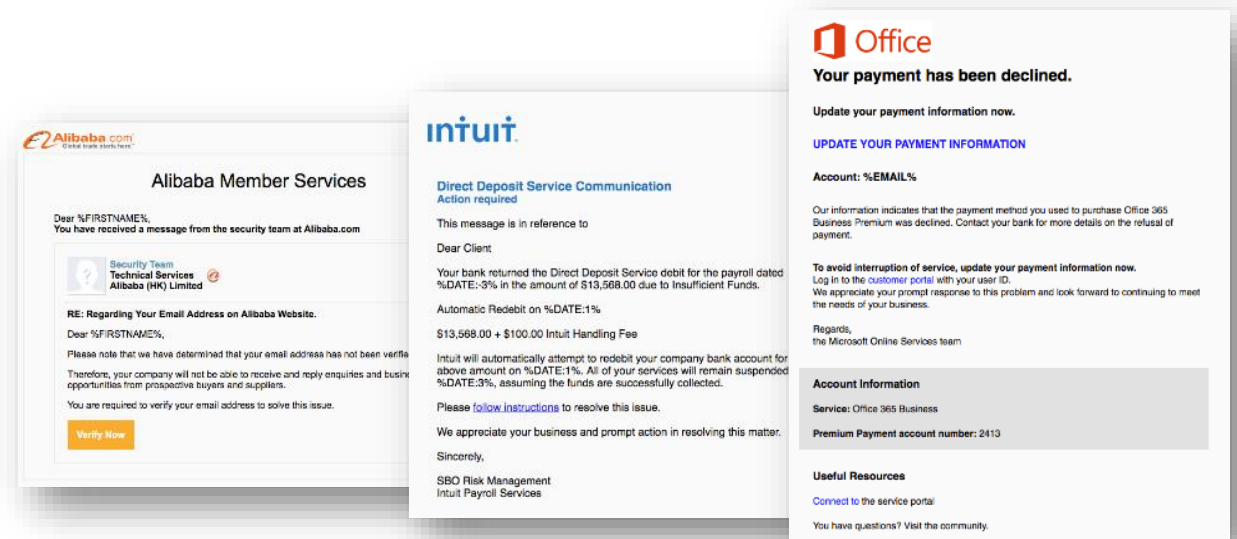 Alibaba.com
Global trade starts here.™
Alibaba Member Services
Dear %FIRSTNAME%,
You have received a message from the security team at Alibaba.com
Security Team
Technical Services
Alibaba (HK) Limited
RE: Regarding Your Email Address on Alibaba Website.
Dear %FIRSTNAME%,
Please note that we have determined that your email address has not been verifie
Therefore, your company will not be able to receive and reply enquiries and busin
opportunities from prospective buyers and suppliers.
You are required to verify your email address to solve this issue.
Verify Now
intuit.
Direct Deposit Service Communication
Action required
This message is in reference to
Dear Client
Your bank returned the Direct Deposit Service debit for the payroll dated
%DATE:-3% in the amount of $13,568.00 due to Insufficient Funds.
Automatic Redebit on %DATE:1%
$13,568.00 + $100.00 Intuit Handling Fee
Intuit will automatically attempt to redebit your company bank account for
above amount on %DATE:1%. All of your services will remain suspended
%DATE:3%, assuming the funds are successfully collected.
Please follow instructions to resolve this issue.
We appreciate your business and prompt action in resolving this matter.
Sincerely,
SBO Risk Management
Intuit Payroll Services
Office
Your payment has been declined.
Update your payment information now.
UPDATE YOUR PAYMENT INFORMATION
Account: %EMAIL%
Our information indicates that the payment method you used to purchase Office 365
Business Premium was declined. Contact your bank for more details on the refusal of
payment.
To avoid interruption of service, update your payment information now.
Log in to the customer portal with your user ID.
We appreciate your prompt response to this problem and look forward to continuing to meet
the needs of your business.
Regards,
the Microsoft Online Services team
Account Information
Service: Office 365 Business
Premium Payment account number: 2413
Useful Resources
Connect to the service portal
You have questions? Visit the community.